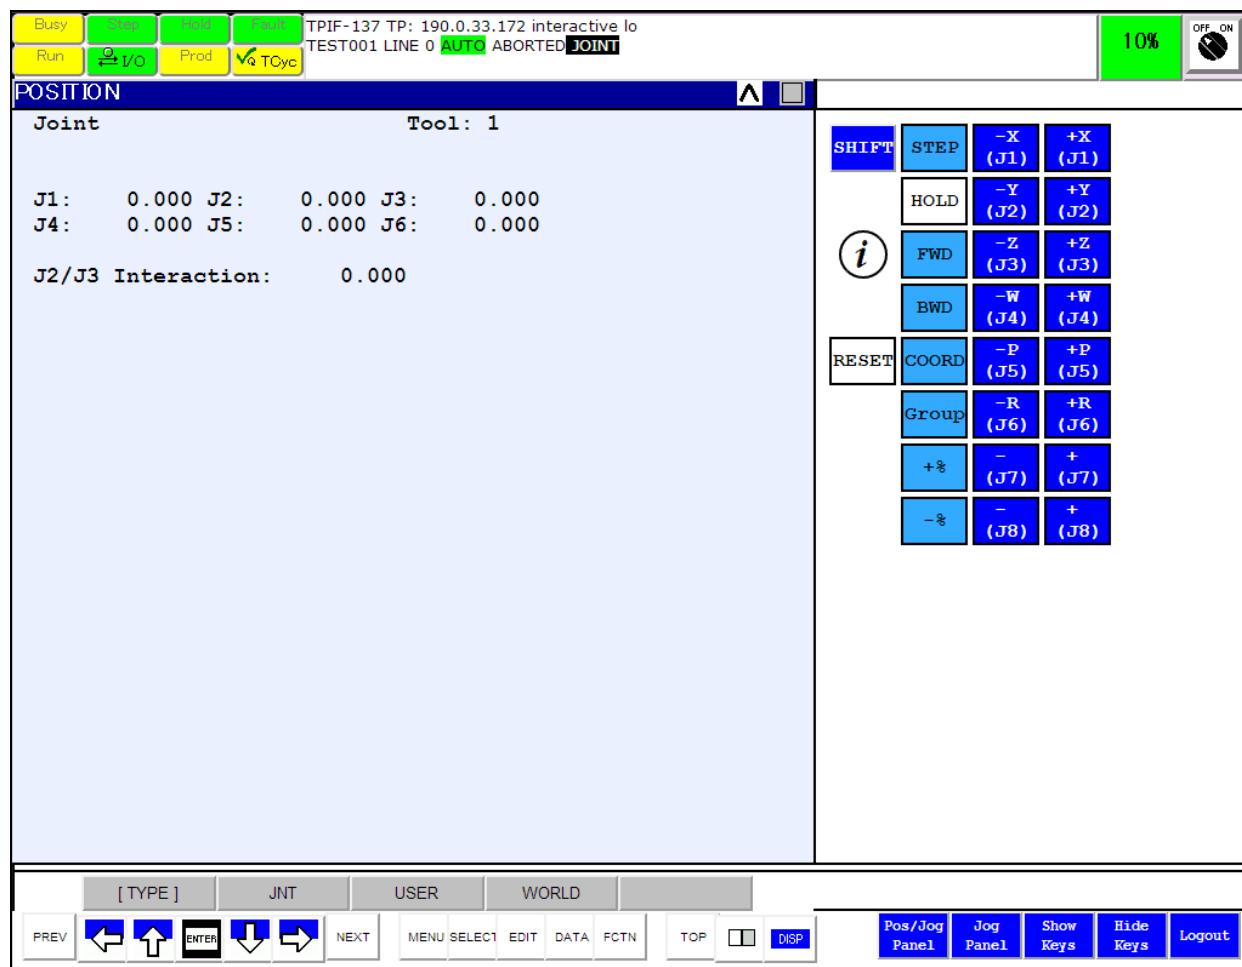 Busy Step Hold Fault TPIF-137 TP: 190.0.33.172 interactive lo
Run I/O Prod TCyc TEST001 LINE 0 AUTO ABORTED JOINT
10%
OFF ON
POSITION
Joint Tool: 1
J1: 0.000 J2: 0.000 J3: 0.000
J4: 0.000 J5: 0.000 J6: 0.000
J2/J3 Interaction: 0.000
SHIFT STEP -X (J1) +X (J1)
HOLD -Y (J2) +Y (J2)
i FWD -Z (J3) +Z (J3)
BWD -W (J4) +W (J4)
RESET COORD -P (J5) +P (J5)
Group -R (J6) +R (J6)
+% - (J7) + (J7)
-% - (J8) + (J8)
[ TYPE ] JNT USER WORLD
PREV ENTER NEXT MENU SELECT EDIT DATA FCTN TOP DISP
Pos/Jog Panel Jog Panel Show Keys Hide Keys Logout